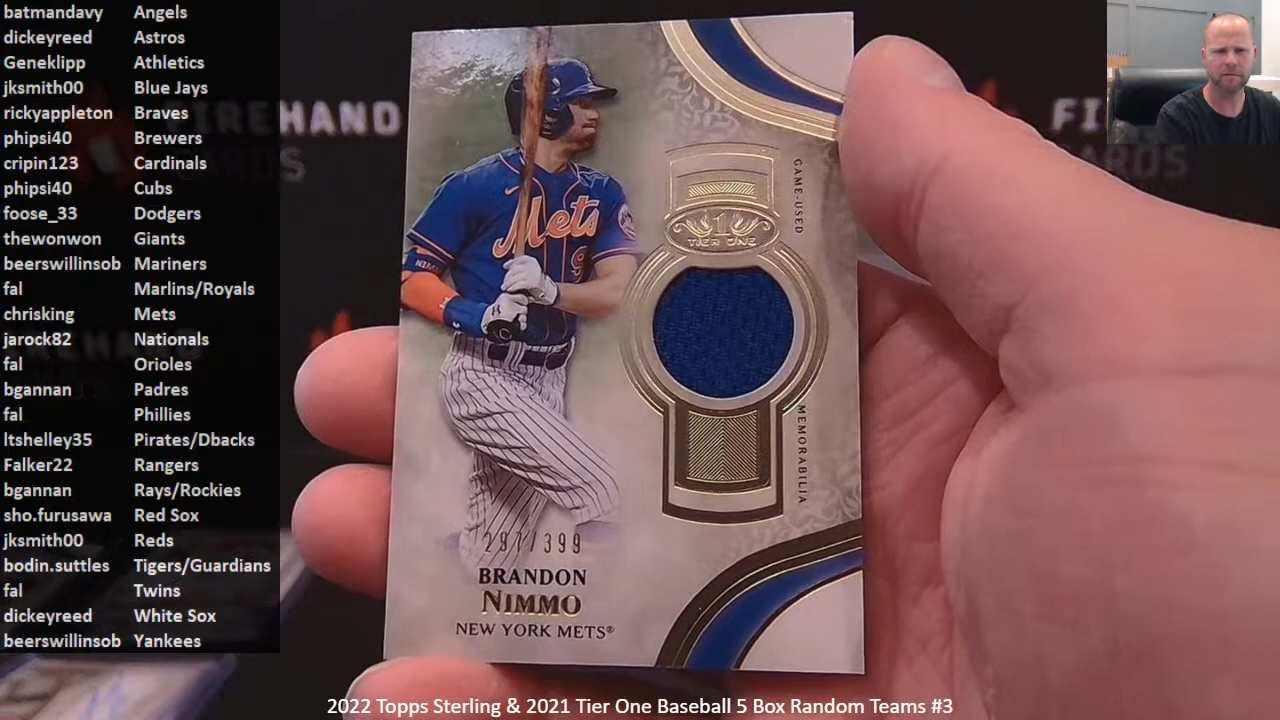 batmandavy Angels
dickeyreed Astros
Geneklipp Athletics
jksmith00 Blue Jays
rickyappleton Braves
phipsi40 Brewers
cripin123 Cardinals
phipsi40 Cubs
foose_33 Dodgers
thewonwon Giants
beerswillinsob Mariners
fal Marlins/Royals
chrisking Mets
jarock82 Nationals
fal Orioles
bgannan Padres
fal Phillies
ltshelley35 Pirates/Dbacks
Falker22 Rangers
bgannan Rays/Rockies
sho.furusawa Red Sox
jksmith00 Reds
bodin.suttles Tigers/Guardians
fal Twins
dickeyreed White Sox
beerswillinsob Yankees
FIREHAND
CARDS
Mets
9
GAME-USED
1
TIER ONE
MEMORABILIA
297/399
BRANDON
NIMMO
NEW YORK METS®
2022 Topps Sterling & 2021 Tier One Baseball 5 Box Random Teams #3